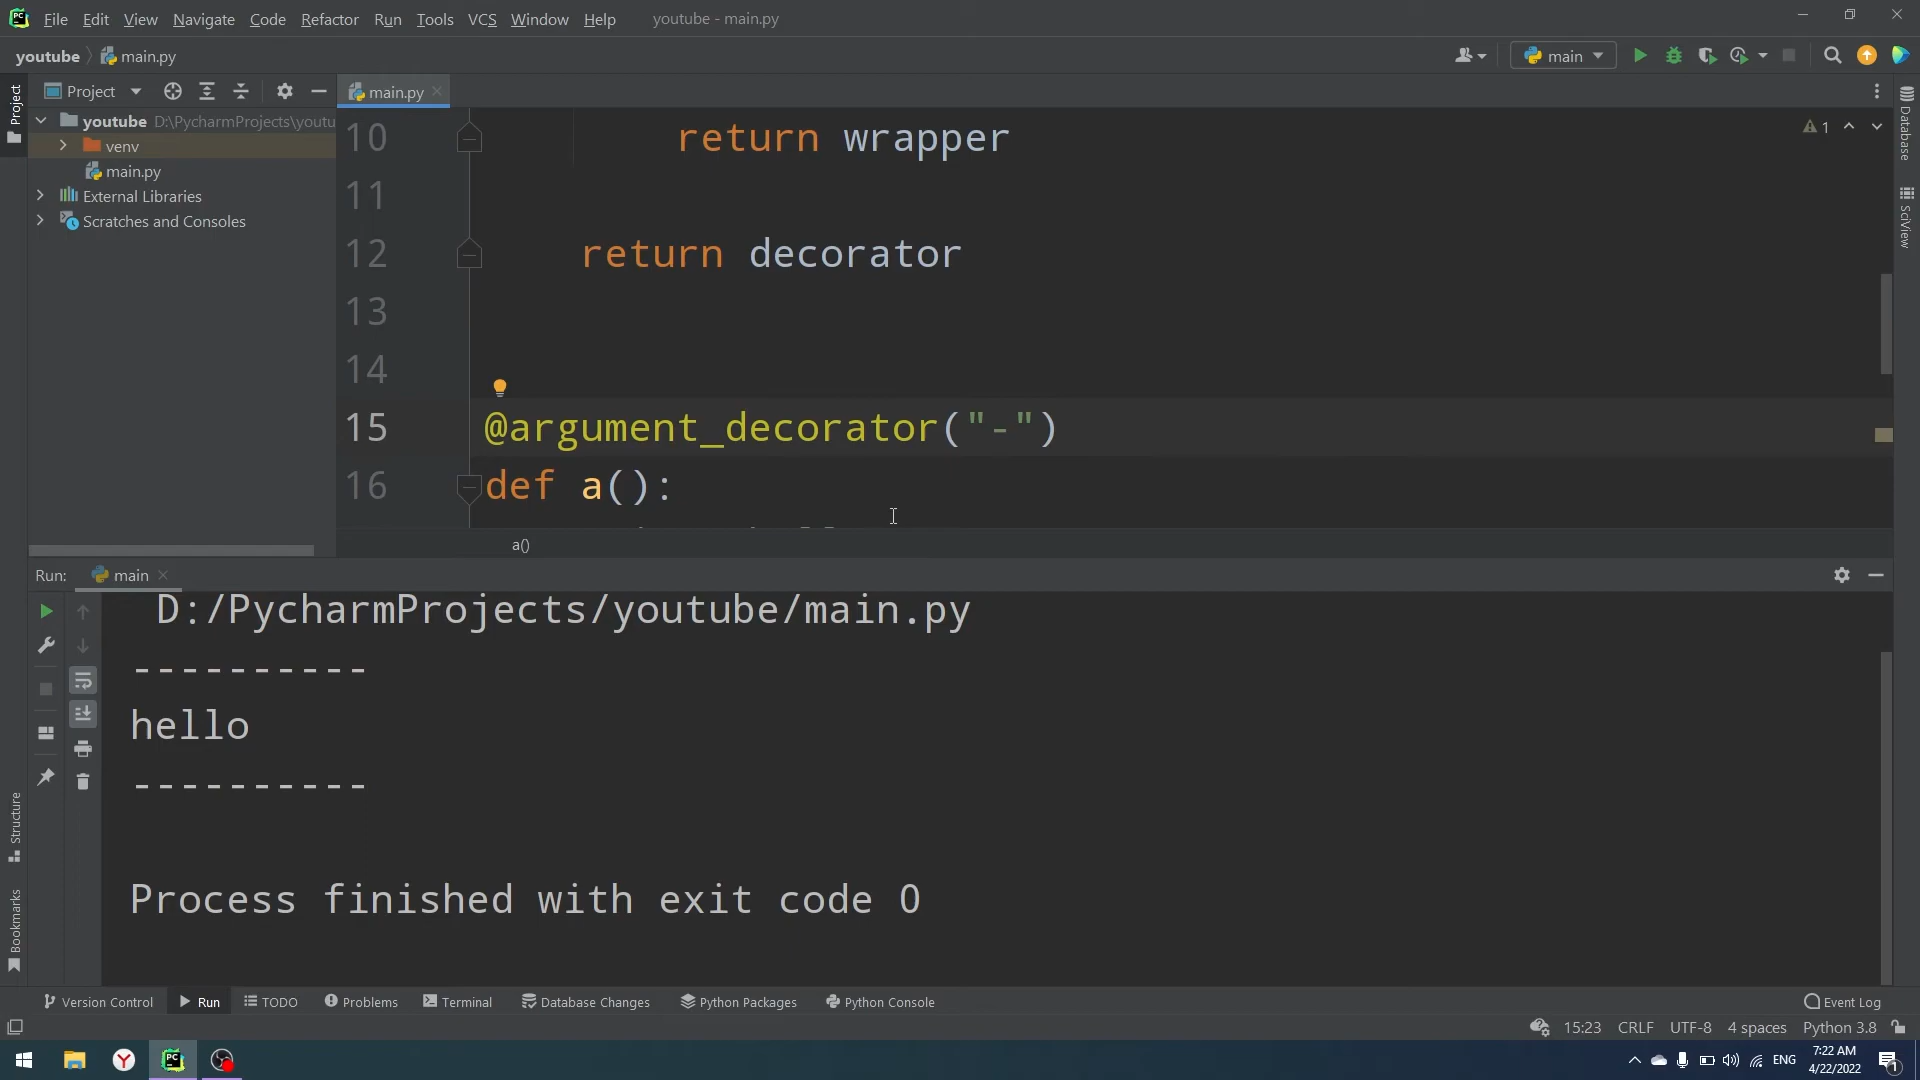 File Edit View Navigate Code Refactor Run Tools VCS Window Help youtube - main.py
youtube main.py main
Project
main.py
youtube D:\PycharmProjects\youtu
venv
main.py
External Libraries
Scratches and Consoles
Project
Structure
Bookmarks
Database
SciView
1
10 return wrapper
11
12 return decorator
13
14
15 @argument_decorator("-")
16 def a():
a()
Run: main
D:/PycharmProjects/youtube/main.py
----------
hello
----------
Process finished with exit code 0
Version Control Run TODO Problems Terminal Database Changes Python Packages Python Console Event Log
15:23 CRLF UTF-8 4 spaces Python 3.8
ENG 7:22 AM
4/22/2022 1